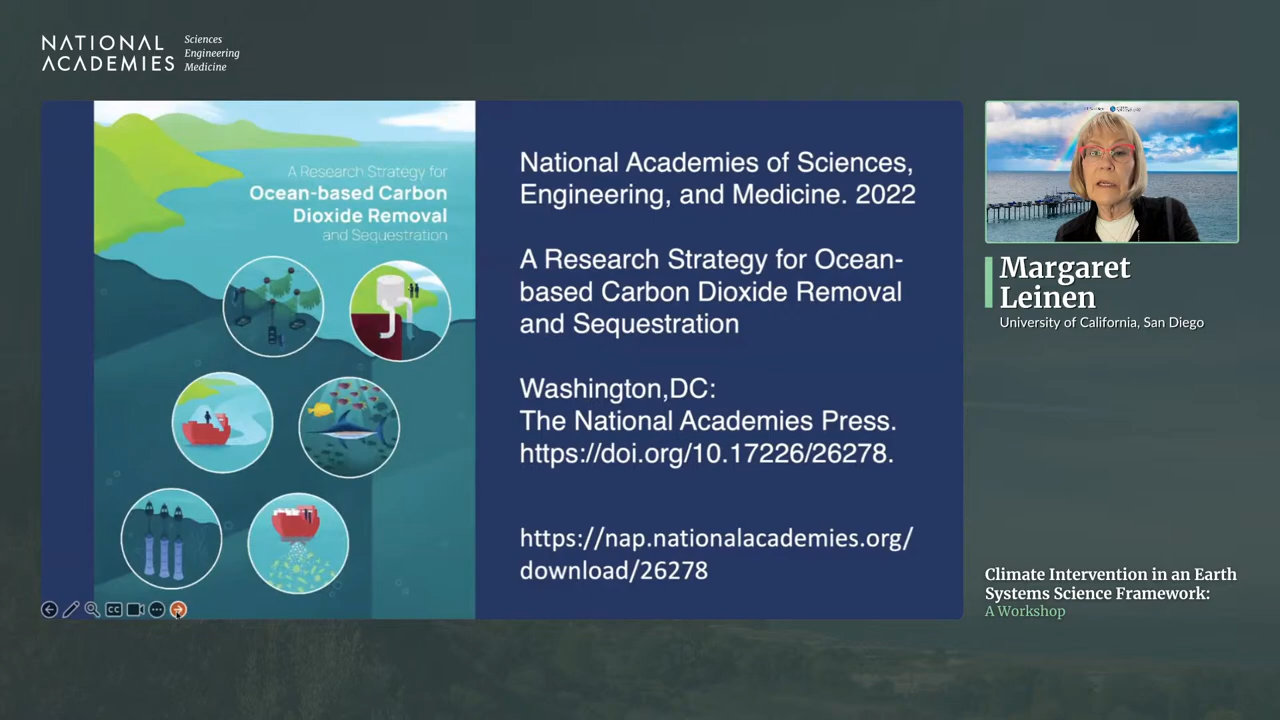 NATIONAL
ACADEMIES
Sciences
Engineering
Medicine
A Research Strategy for
Ocean-based Carbon
Dioxide Removal
and Sequestration
National Academies of Sciences,
Engineering, and Medicine. 2022
A Research Strategy for Ocean-
based Carbon Dioxide Removal
and Sequestration
Washington,DC:
The National Academies Press.
https://doi.org/10.17226/26278.
https://nap.nationalacademies.org/
download/26278
CC
Margaret
Leinen
University of California, San Diego
Climate Intervention in an Earth
Systems Science Framework:
A Workshop